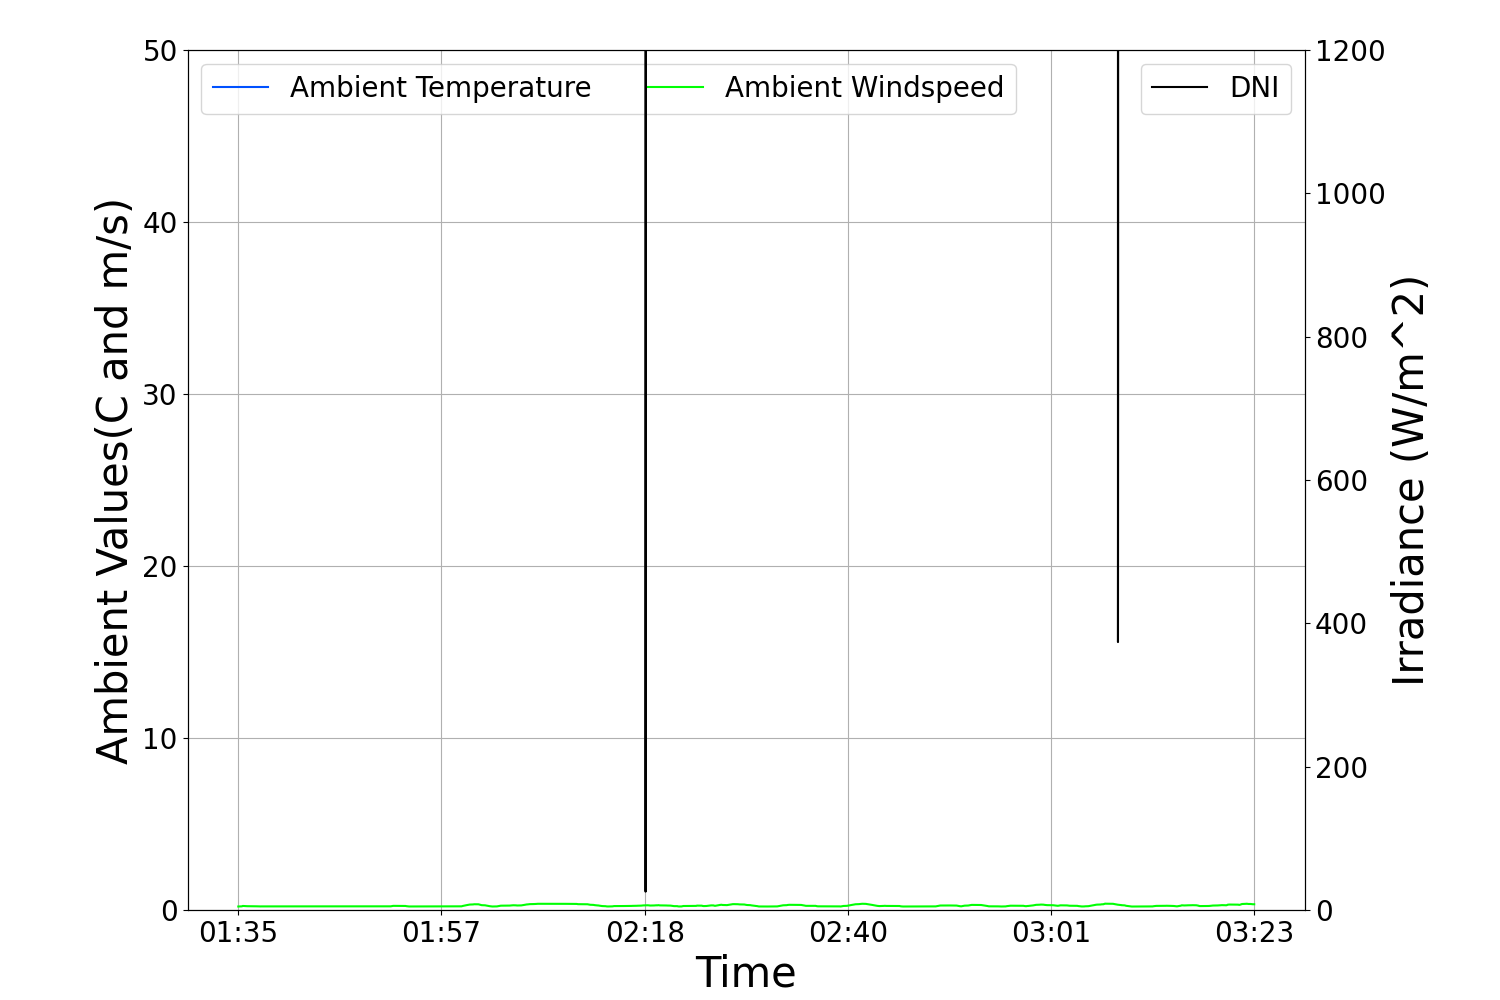 Ambient Temperature
Ambient Windspeed
DNI
50
40
30
20
10
0
Ambient Values(C and m/s)
1200
1000
800
600
400
200
0
Irradiance (W/m^2)
01:35 01:57 02:18 02:40 03:01 03:23
Time